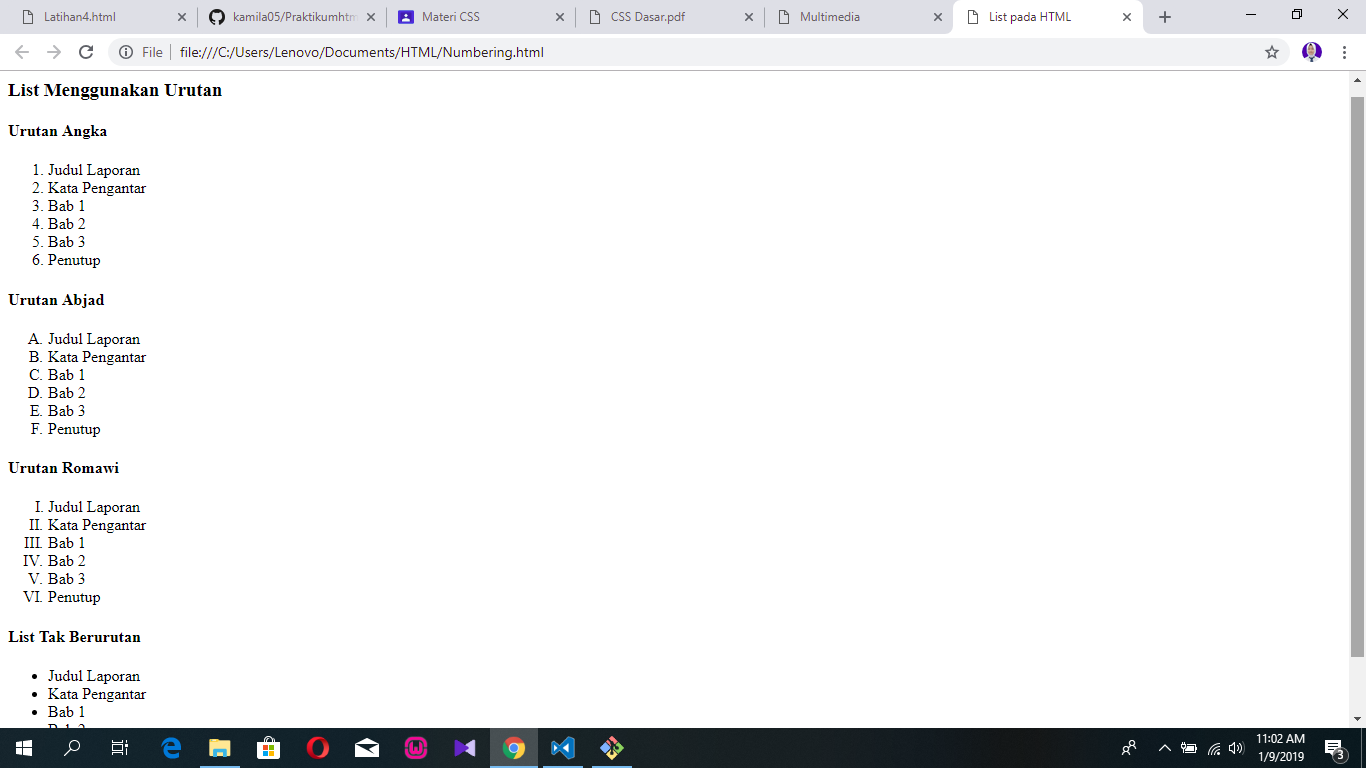 Latihan4.html
kamila05/Praktikumhtm
Materi CSS
CSS Dasar.pdf
Multimedia
List pada HTML
File
file:///C:/Users/Lenovo/Documents/HTML/Numbering.html
List Menggunakan Urutan
Urutan Angka
1. Judul Laporan
2. Kata Pengantar
3. Bab 1
4. Bab 2
5. Bab 3
6. Penutup
Urutan Abjad
A. Judul Laporan
B. Kata Pengantar
C. Bab 1
D. Bab 2
E. Bab 3
F. Penutup
Urutan Romawi
I. Judul Laporan
II. Kata Pengantar
III. Bab 1
IV. Bab 2
V. Bab 3
VI. Penutup
List Tak Berurutan
• Judul Laporan
• Kata Pengantar
• Bab 1
11:02 AM
1/9/2019
3